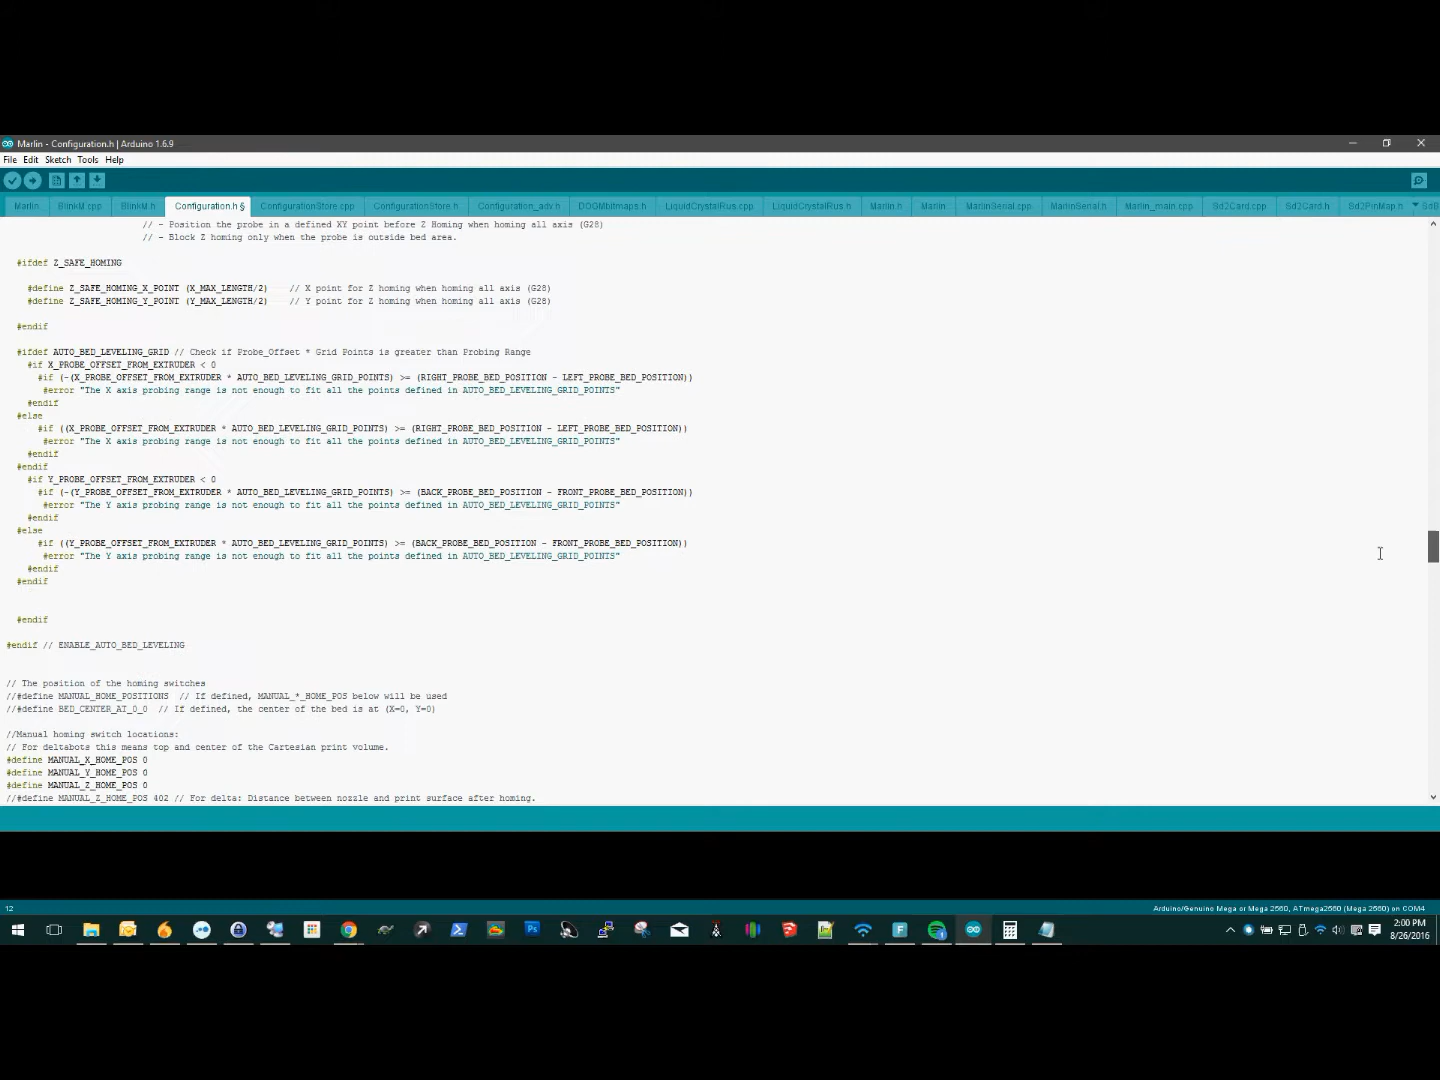 Marlin - Configuration.h | Arduino 1.6.9
File Edit Sketch Tools Help
Marlin BlinkM.cpp BlinkM.h Configuration.h § ConfigurationStore.cpp ConfigurationStore.h Configuration_adv.h DOGMbitmaps.h LiquidCrystalRus.cpp LiquidCrystalRus.h Marlin.h Marlin MarlinSerial.cpp MarlinSerial.h Marlin_main.cpp Sd2Card.cpp Sd2Card.h Sd2PinMap.h
// - Position the probe in a defined XY point before Z Homing when homing all axis (G28)
// - Block Z homing only when the probe is outside bed area.
#ifdef Z_SAFE_HOMING
#define Z_SAFE_HOMING_X_POINT (X_MAX_LENGTH/2) // X point for Z homing when homing all axis (G28)
#define Z_SAFE_HOMING_Y_POINT (Y_MAX_LENGTH/2) // Y point for Z homing when homing all axis (G28)
#endif
#ifdef AUTO_BED_LEVELING_GRID // Check if Probe_Offset * Grid Points is greater than Probing Range
#if X_PROBE_OFFSET_FROM_EXTRUDER < 0
#if (-(X_PROBE_OFFSET_FROM_EXTRUDER * AUTO_BED_LEVELING_GRID_POINTS) >= (RIGHT_PROBE_BED_POSITION - LEFT_PROBE_BED_POSITION))
#error "The X axis probing range is not enough to fit all the points defined in AUTO_BED_LEVELING_GRID_POINTS"
#endif
#else
#if ((X_PROBE_OFFSET_FROM_EXTRUDER * AUTO_BED_LEVELING_GRID_POINTS) >= (RIGHT_PROBE_BED_POSITION - LEFT_PROBE_BED_POSITION))
#error "The X axis probing range is not enough to fit all the points defined in AUTO_BED_LEVELING_GRID_POINTS"
#endif
#endif
#if Y_PROBE_OFFSET_FROM_EXTRUDER < 0
#if (-(Y_PROBE_OFFSET_FROM_EXTRUDER * AUTO_BED_LEVELING_GRID_POINTS) >= (BACK_PROBE_BED_POSITION - FRONT_PROBE_BED_POSITION))
#error "The Y axis probing range is not enough to fit all the points defined in AUTO_BED_LEVELING_GRID_POINTS"
#endif
#else
#if ((Y_PROBE_OFFSET_FROM_EXTRUDER * AUTO_BED_LEVELING_GRID_POINTS) >= (BACK_PROBE_BED_POSITION - FRONT_PROBE_BED_POSITION))
#error "The Y axis probing range is not enough to fit all the points defined in AUTO_BED_LEVELING_GRID_POINTS"
#endif
#endif
#endif
#endif // ENABLE_AUTO_BED_LEVELING
// The position of the homing switches
//#define MANUAL_HOME_POSITIONS // If defined, MANUAL_*_HOME_POS below will be used
//#define BED_CENTER_AT_0_0 // If defined, the center of the bed is at (X=0, Y=0)
//Manual homing switch locations:
// For deltabots this means top and center of the Cartesian print volume.
#define MANUAL_X_HOME_POS 0
#define MANUAL_Y_HOME_POS 0
#define MANUAL_Z_HOME_POS 0
//#define MANUAL_Z_HOME_POS 402 // For delta: Distance between nozzle and print surface after homing.
12 Arduino/Genuino Mega or Mega 2560, ATmega2560 (Mega 2560) on COM4
2:00 PM
8/26/2016